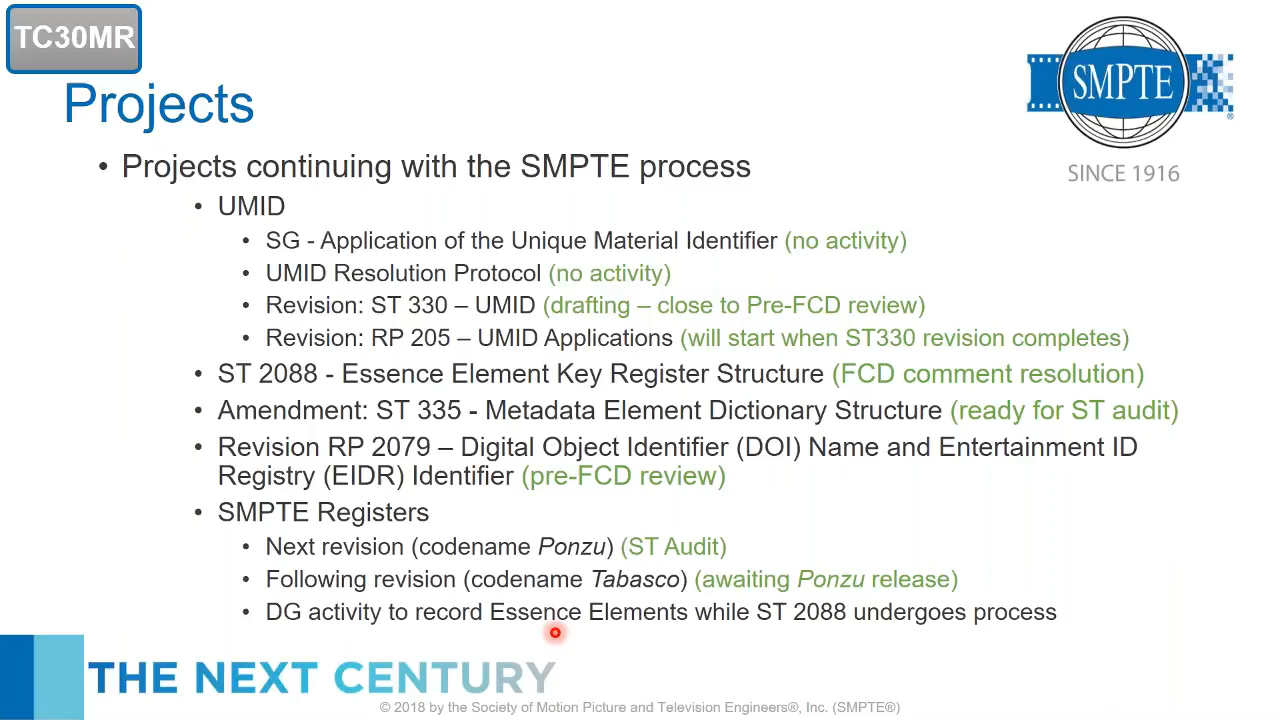 TC30MR
SMPTE
®
SINCE 1916
Projects
• Projects continuing with the SMPTE process
• UMID
• SG - Application of the Unique Material Identifier (no activity)
• UMID Resolution Protocol (no activity)
• Revision: ST 330 – UMID (drafting – close to Pre-FCD review)
• Revision: RP 205 – UMID Applications (will start when ST330 revision completes)
• ST 2088 - Essence Element Key Register Structure (FCD comment resolution)
• Amendment: ST 335 - Metadata Element Dictionary Structure (ready for ST audit)
• Revision RP 2079 – Digital Object Identifier (DOI) Name and Entertainment ID
Registry (EIDR) Identifier (pre-FCD review)
• SMPTE Registers
• Next revision (codename Ponzu) (ST Audit)
• Following revision (codename Tabasco) (awaiting Ponzu release)
• DG activity to record Essence Elements while ST 2088 undergoes process
THE NEXT CENTURY
© 2018 by the Society of Motion Picture and Television Engineers®, Inc. (SMPTE®)